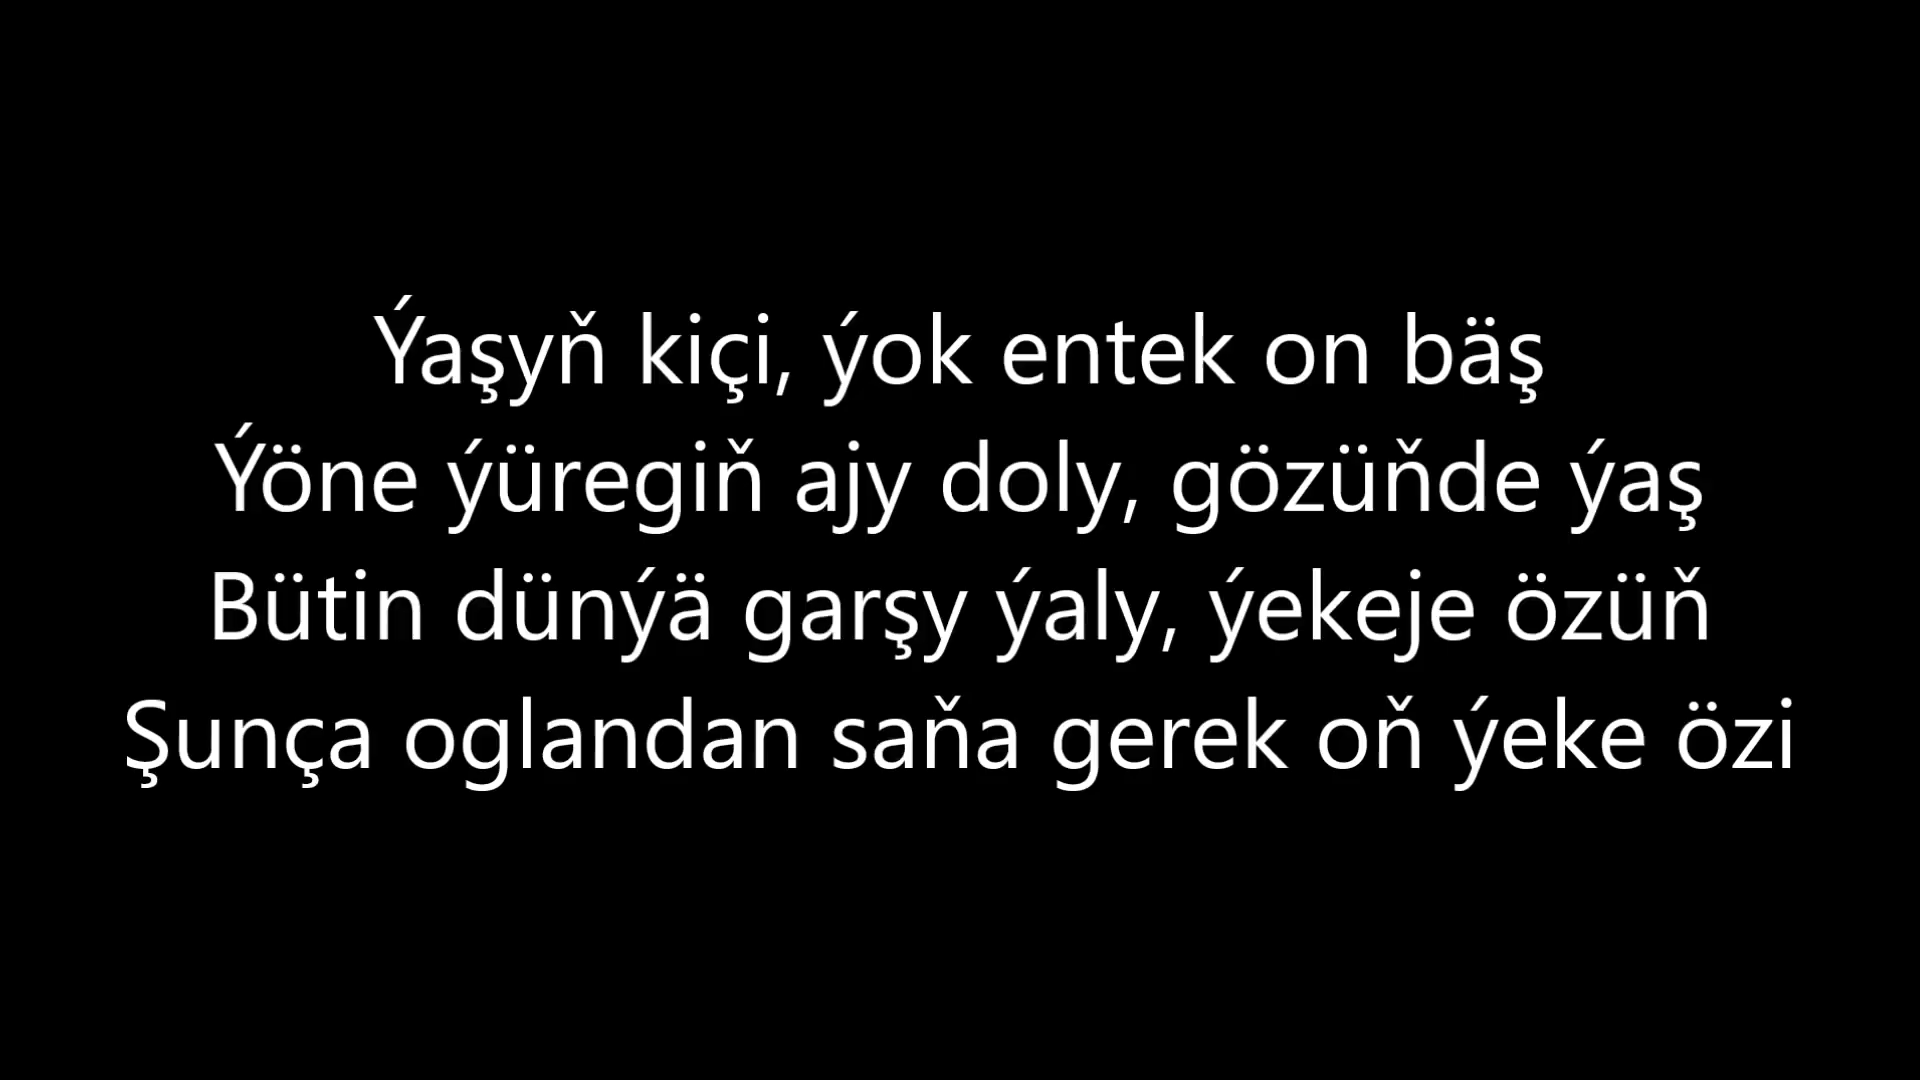 Ýaşyň kiçi, ýok entek on bäş
Ýöne ýüregiň ajy doly, gözüňde ýaş
Bütin dünýä garşy ýaly, ýekeje özüň
Şunça oglandan saňa gerek oň ýeke özi